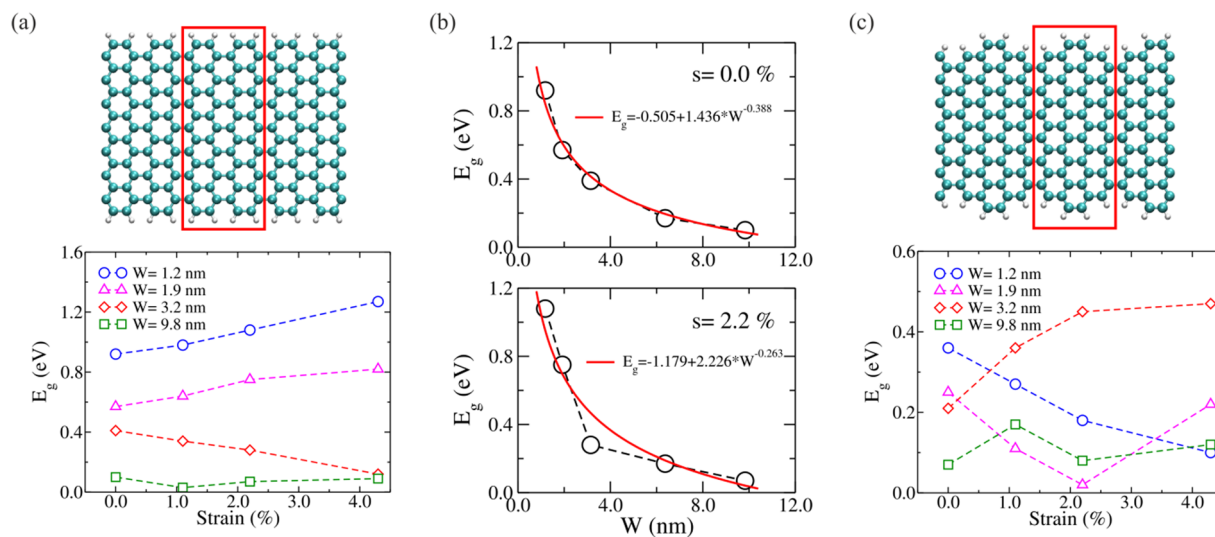 (a)
1.6
1.2
0.8
0.4
0.0
E_g (eV)
W= 1.2 nm
W= 1.9 nm
W= 3.2 nm
W= 9.8 nm
0.0 1.0 2.0 3.0 4.0
Strain (%)
(b)
1.2
0.8
0.4
0.0
E_g (eV)
s= 0.0 %
E_g=-0.505+1.436*W^-0.388
0.0 4.0 8.0 12.0
1.2
0.8
0.4
0.0
E_g (eV)
s= 2.2 %
E_g=-1.179+2.226*W^-0.263
0.0 4.0 8.0 12.0
W (nm)
(c)
0.6
0.4
0.2
0.0
E_g (eV)
W= 1.2 nm
W= 1.9 nm
W= 3.2 nm
W= 9.8 nm
0.0 1.0 2.0 3.0 4.0
Strain (%)